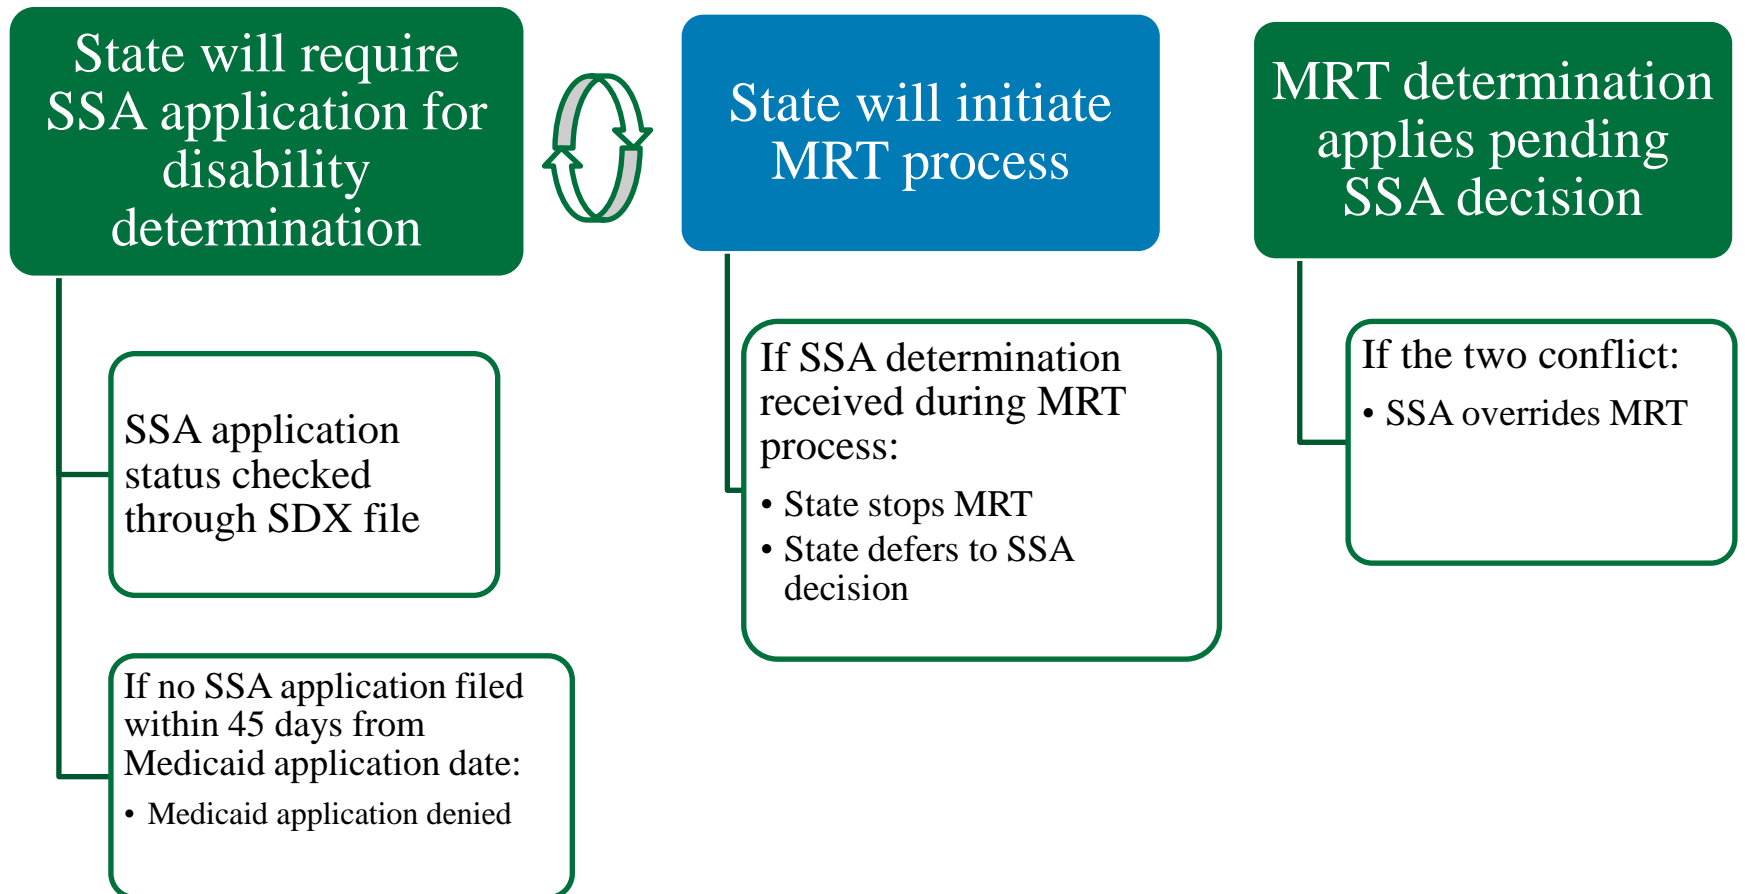 State will require
SSA application for
disability
determination
SSA application
status checked
through SDX file
If no SSA application filed
within 45 days from
Medicaid application date:
• Medicaid application denied
State will initiate
MRT process
If SSA determination
received during MRT
process:
• State stops MRT
• State defers to SSA
decision
MRT determination
applies pending
SSA decision
If the two conflict:
• SSA overrides MRT